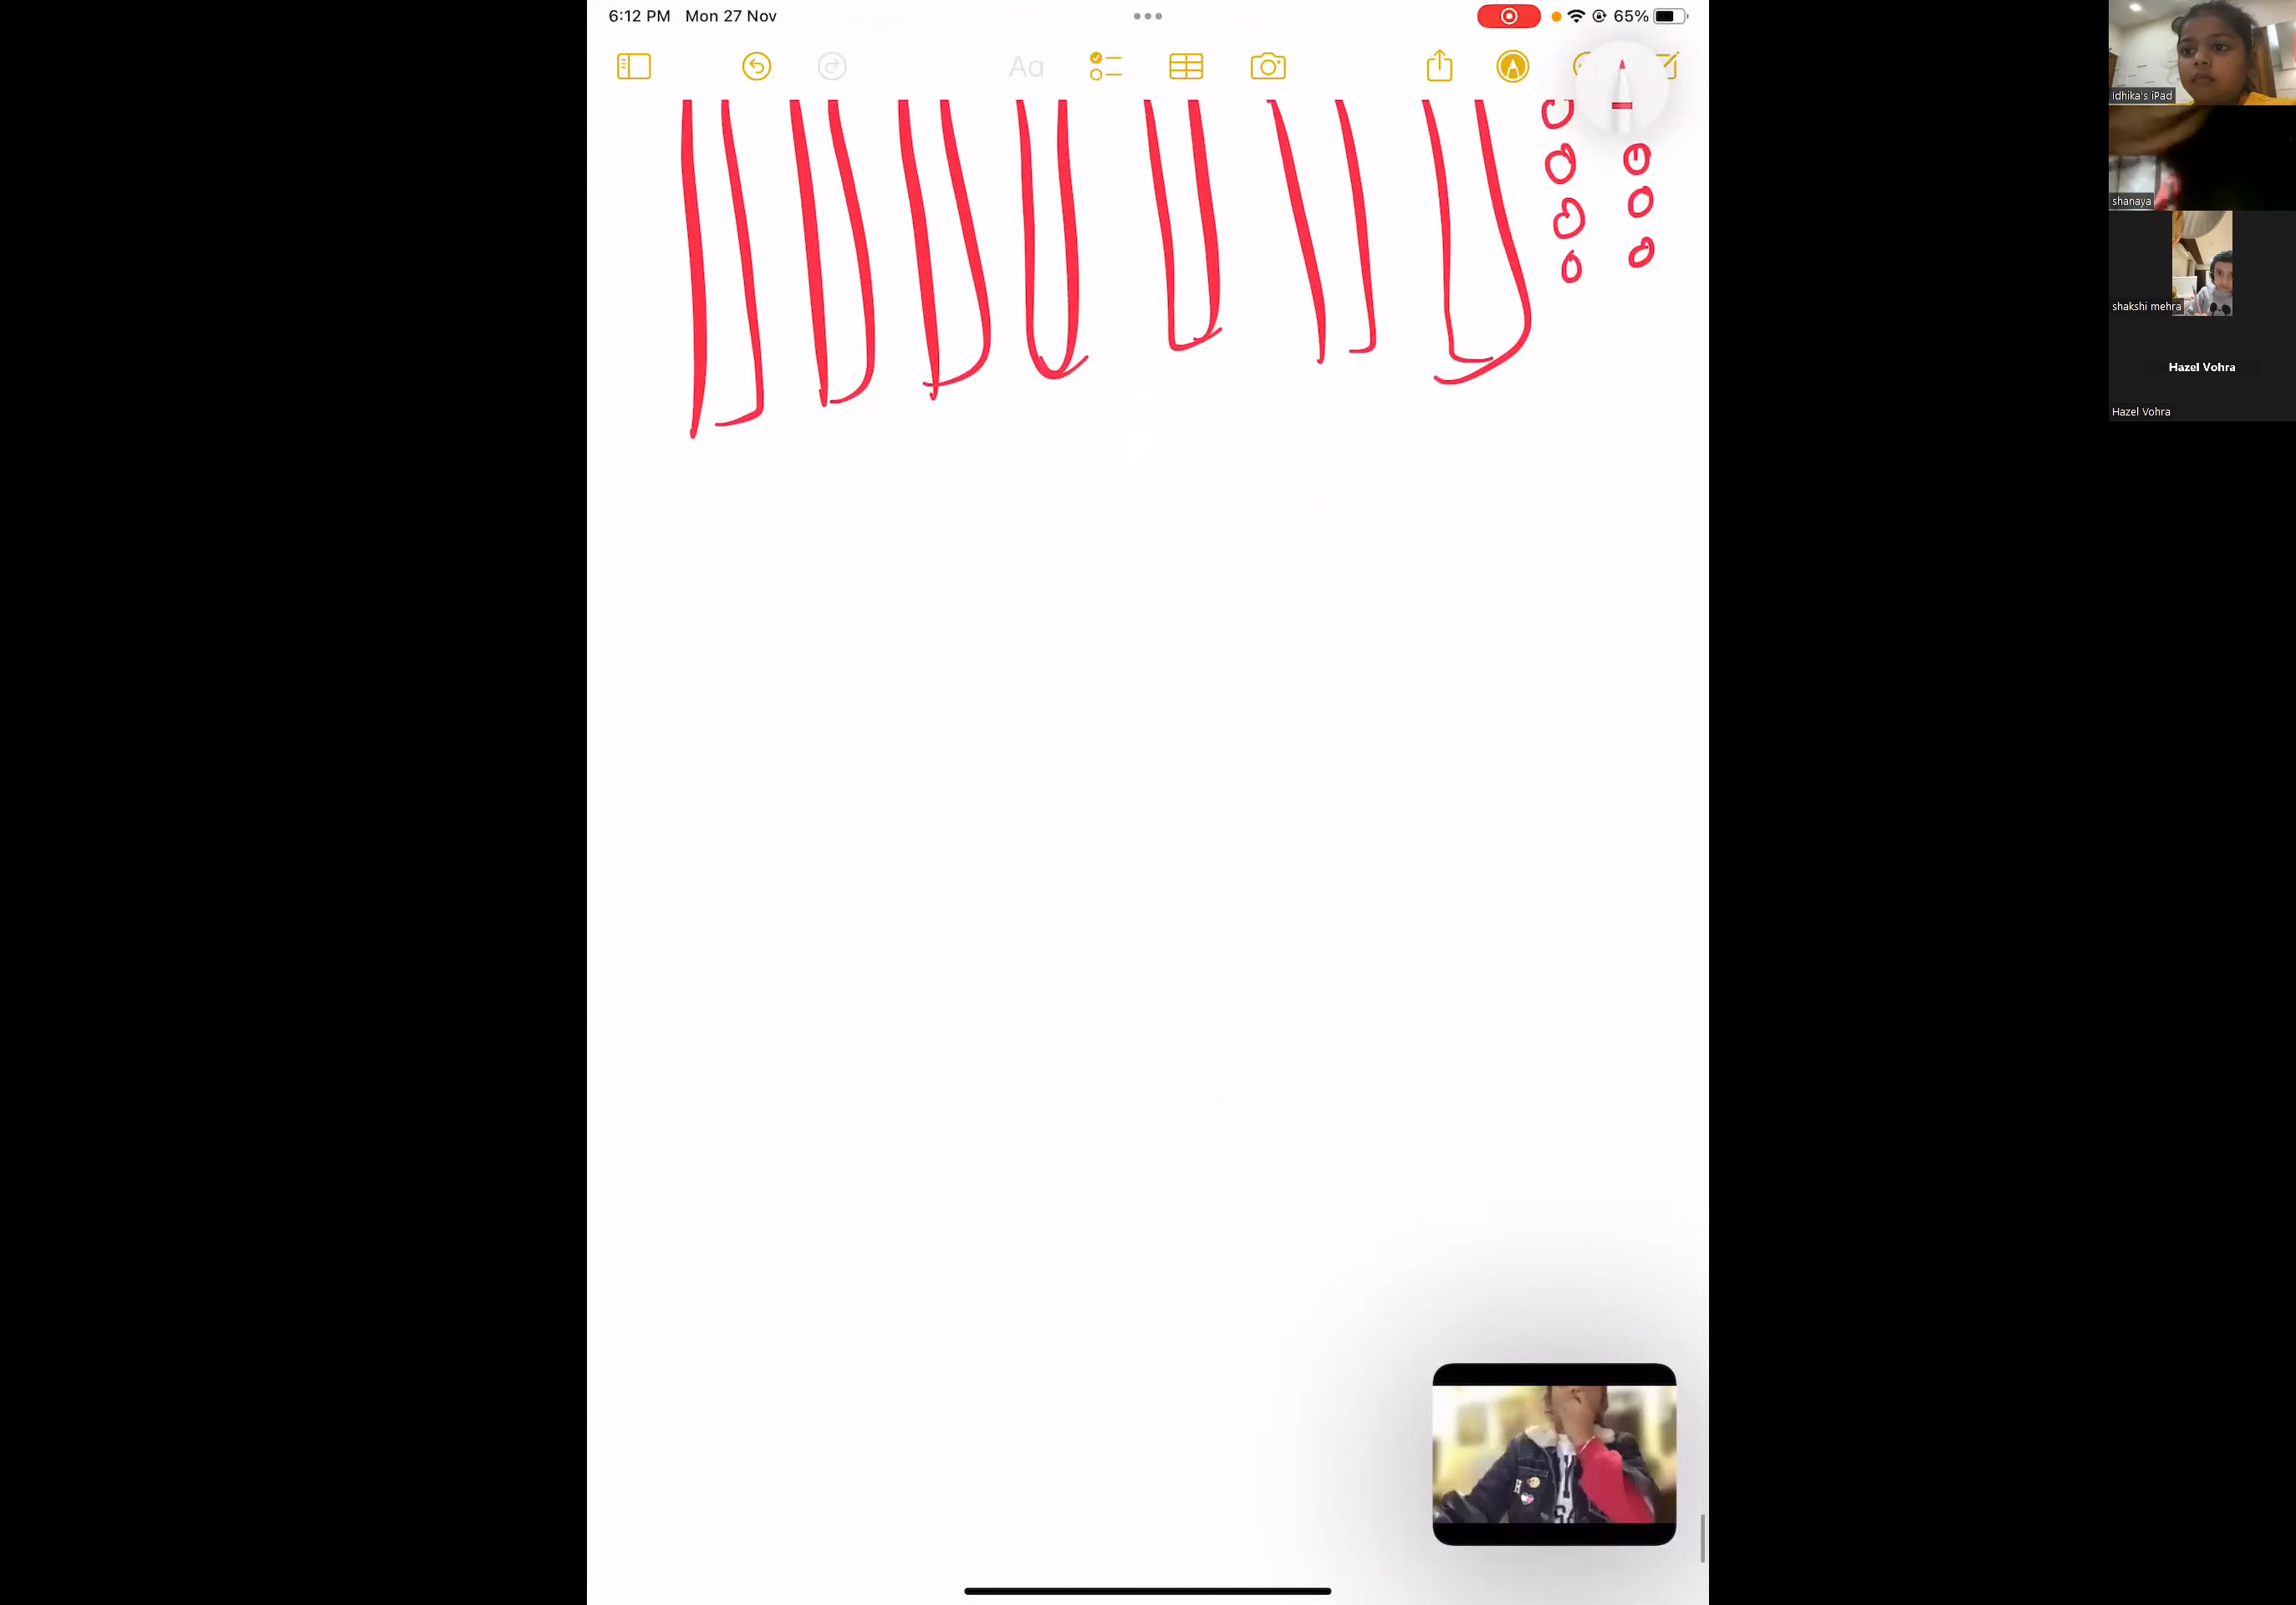 6:12 PM Mon 27 Nov
65%
Aa
Idhika's iPad
shanaya
shakshi mehra
Hazel Vohra
Hazel Vohra